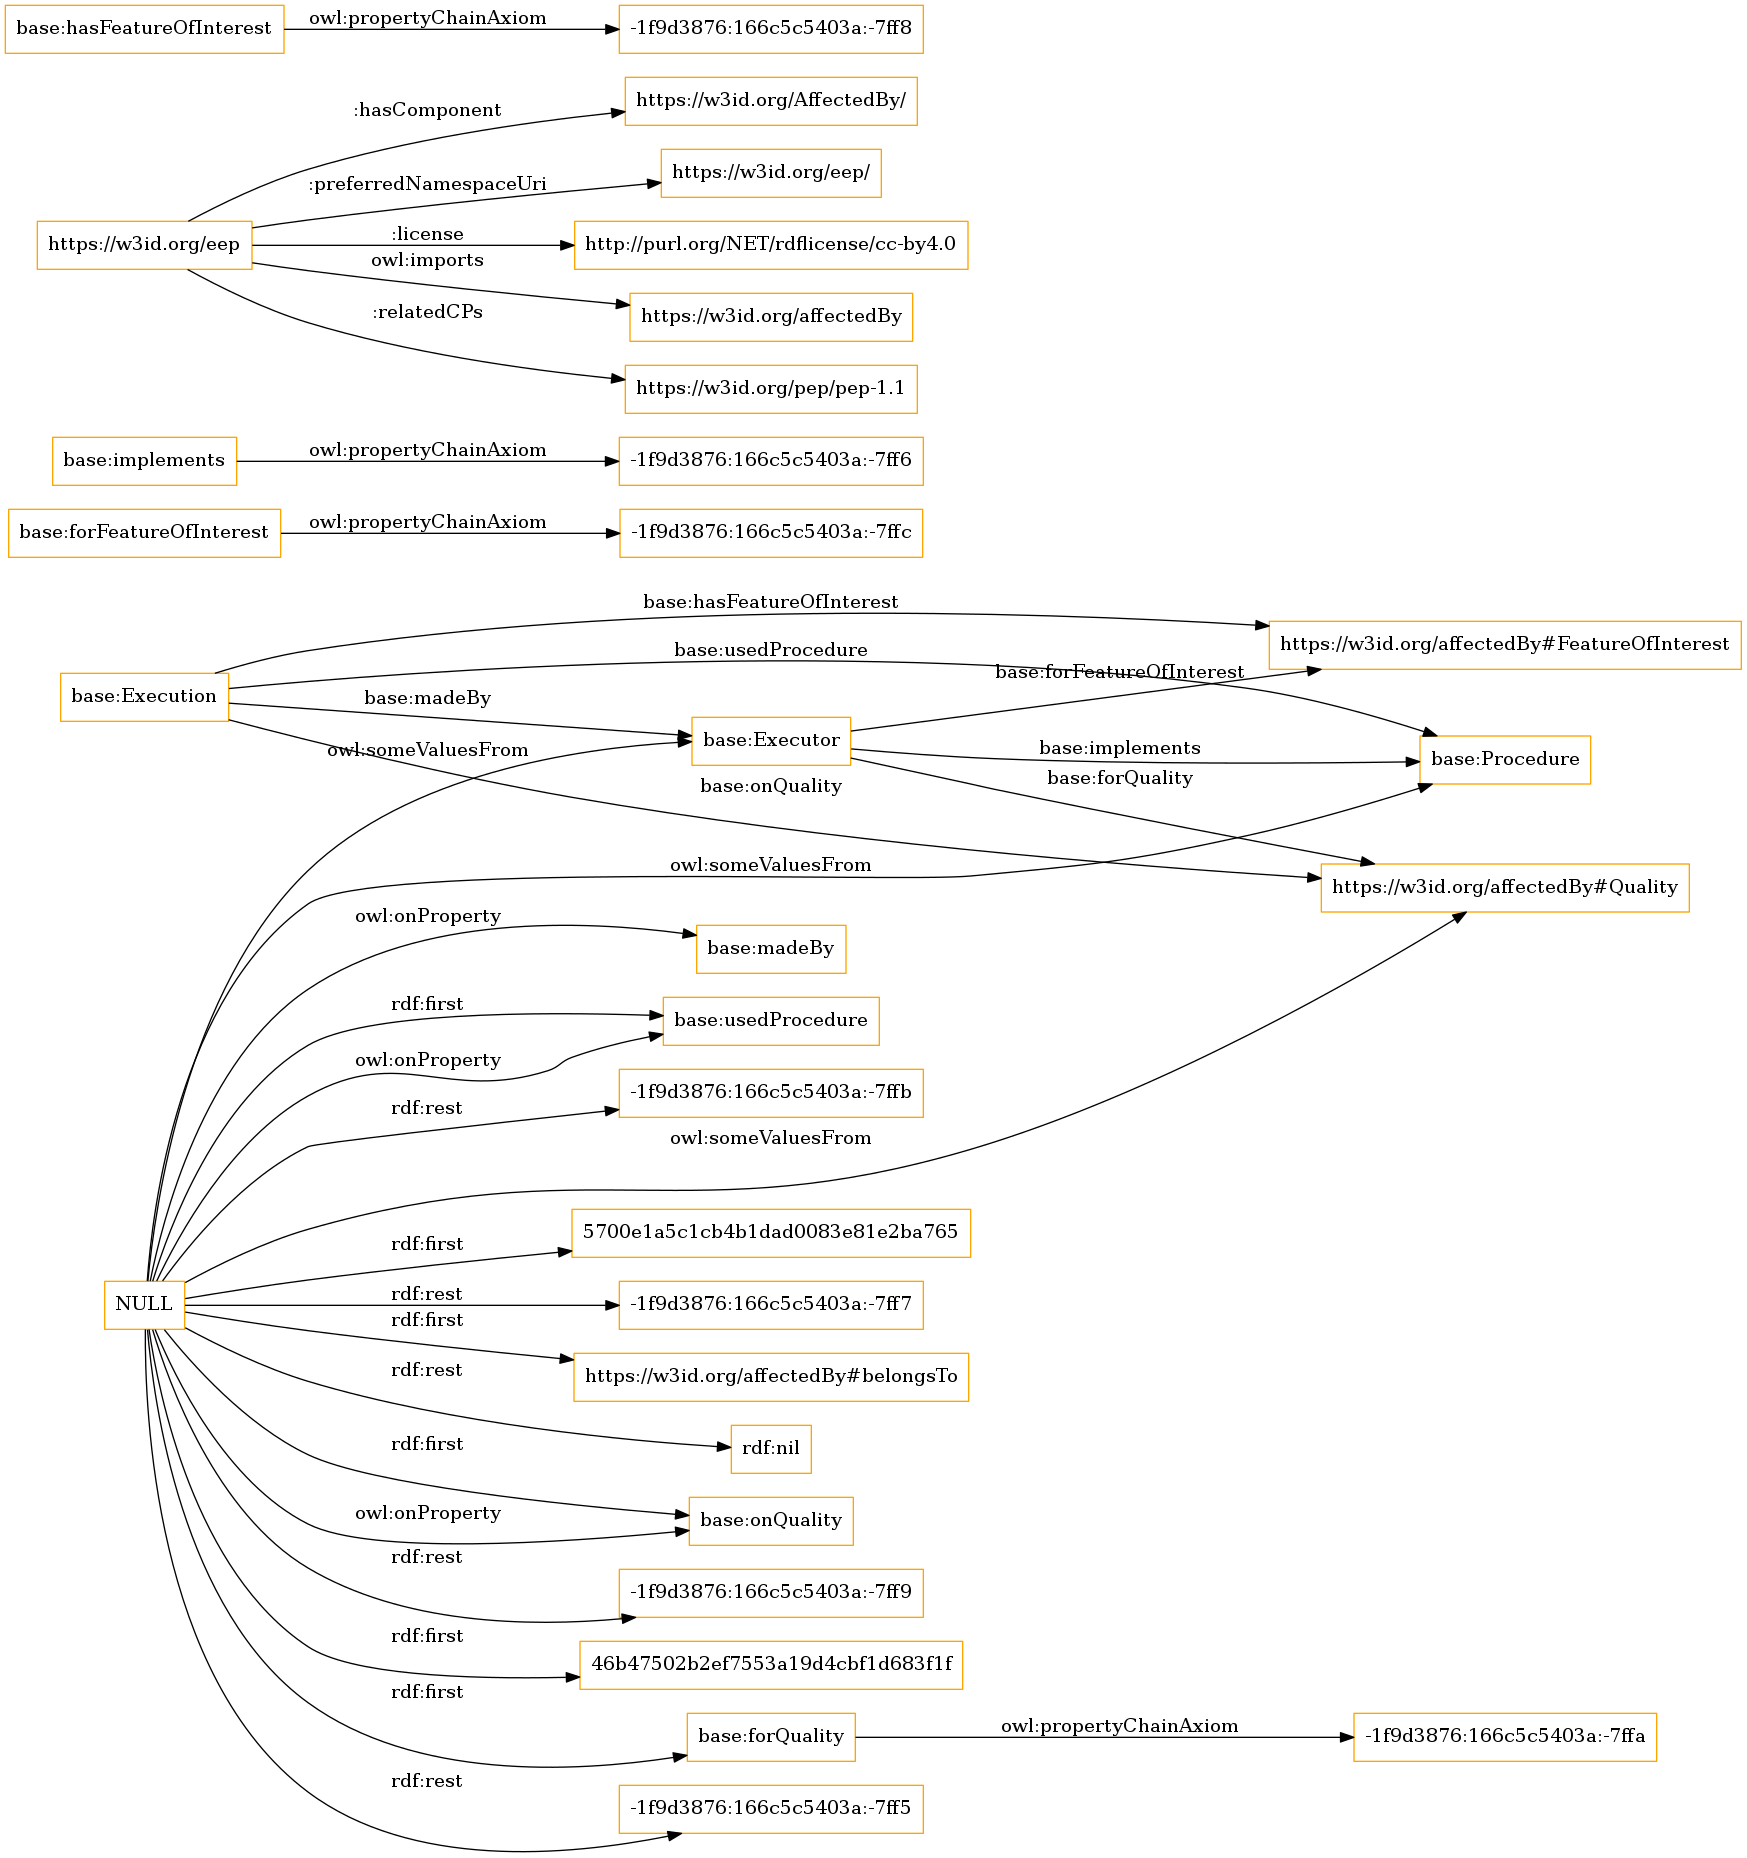 base:hasFeatureOfInterest
owl:propertyChainAxiom
-1f9d3876:166c5c5403a:-7ff8
https://w3id.org/AffectedBy/
:hasComponent
https://w3id.org/eep/
:preferredNamespaceUri
https://w3id.org/eep
:license
http://purl.org/NET/rdflicense/cc-by4.0
owl:imports
https://w3id.org/affectedBy
:relatedCPs
https://w3id.org/pep/pep-1.1
base:implements
owl:propertyChainAxiom
-1f9d3876:166c5c5403a:-7ff6
base:forFeatureOfInterest
owl:propertyChainAxiom
-1f9d3876:166c5c5403a:-7ffc
base:hasFeatureOfInterest
https://w3id.org/affectedBy#FeatureOfInterest
base:usedProcedure
base:forFeatureOfInterest
base:Execution
base:madeBy
base:Executor
owl:someValuesFrom
base:implements
base:Procedure
base:forQuality
base:onQuality
owl:someValuesFrom
https://w3id.org/affectedBy#Quality
owl:onProperty
base:madeBy
rdf:first
base:usedProcedure
owl:onProperty
-1f9d3876:166c5c5403a:-7ffb
rdf:rest
owl:someValuesFrom
5700e1a5c1cb4b1dad0083e81e2ba765
rdf:first
NULL
rdf:rest
-1f9d3876:166c5c5403a:-7ff7
rdf:first
https://w3id.org/affectedBy#belongsTo
rdf:rest
rdf:nil
rdf:first
owl:onProperty
base:onQuality
rdf:rest
-1f9d3876:166c5c5403a:-7ff9
rdf:first
46b47502b2ef7553a19d4cbf1d683f1f
rdf:first
base:forQuality
owl:propertyChainAxiom
-1f9d3876:166c5c5403a:-7ffa
rdf:rest
-1f9d3876:166c5c5403a:-7ff5